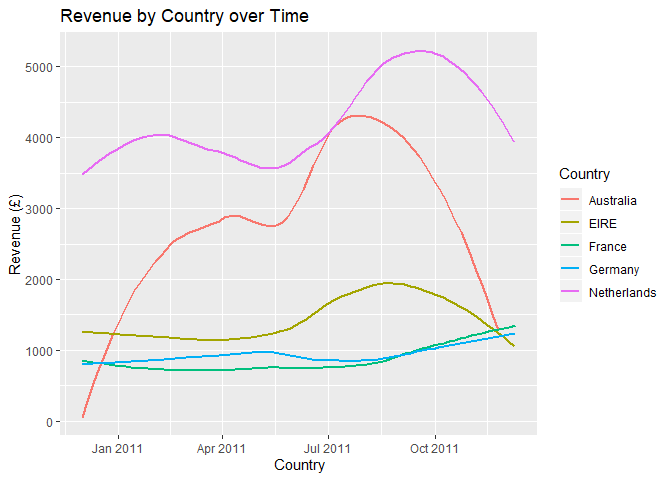 Revenue by Country over Time
Revenue (£)
5000
4000
3000
2000
1000
0
Jan 2011
Apr 2011
Jul 2011
Oct 2011
Country
Country
Australia
EIRE
France
Germany
Netherlands